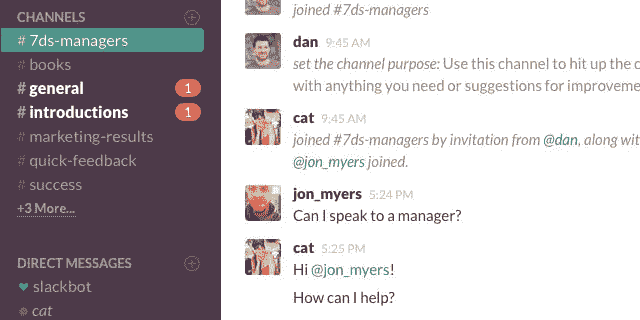 CHANNELS
# 7ds-managers
# books
# general 1
# introductions 1
# marketing-results
# quick-feedback
# success
+3 More...
DIRECT MESSAGES
slackbot
cat
joined #7ds-managers
dan 9:45 AM
set the channel purpose: Use this channel to hit up the c
with anything you need or suggestions for improveme
cat 9:45 AM
joined #7ds-managers by invitation from @dan, along wit
@jon_myers joined.
jon_myers 5:24 PM
Can I speak to a manager?
cat 5:25 PM
Hi @jon_myers!
How can I help?